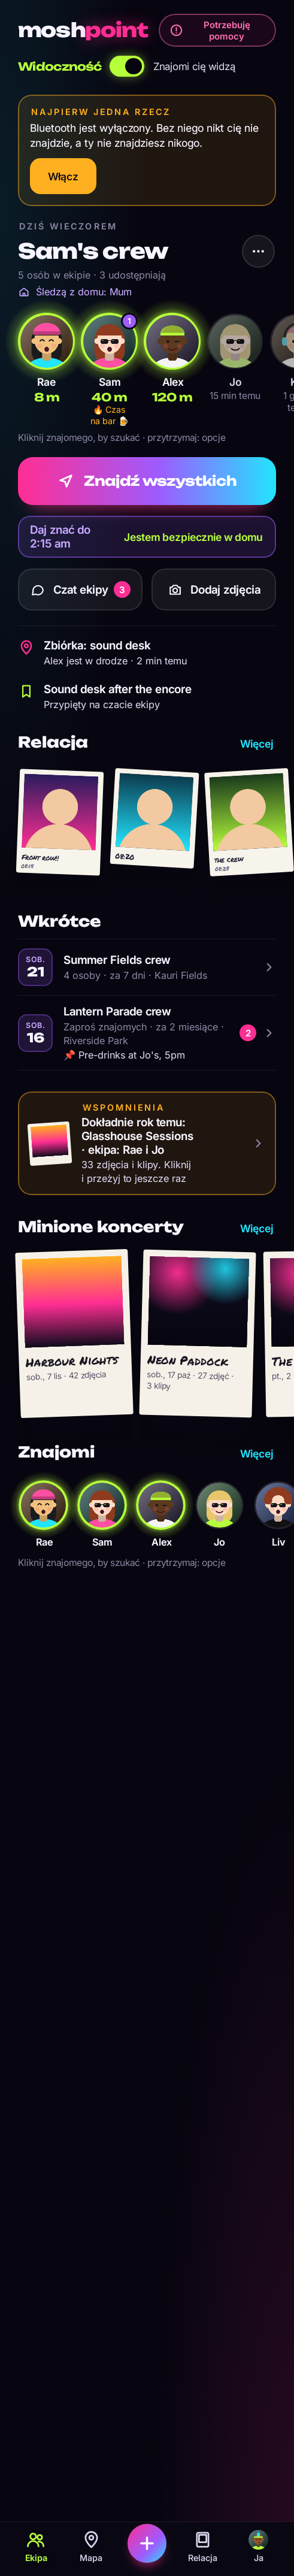 moshpoint
Potrzebuję
pomocy
Widoczność
Znajomi cię widzą
NAJPIERW JEDNA RZECZ
Bluetooth jest wyłączony. Bez niego nikt cię nie
znajdzie, a ty nie znajdziesz nikogo.
Włącz
DZIŚ WIECZOREM
Sam's crew
5 osób w ekipie · 3 udostępniają
Śledzą z domu: Mum
1
Rae
Sam
Alex
Jo
8 m
40 m
120 m
15 min temu
🔥 Czas
na bar 🍺
Kliknij znajomego, by szukać · przytrzymaj: opcje
Znajdź wszystkich
Daj znać do
2:15 am
Jestem bezpiecznie w domu
Czat ekipy 3
Dodaj zdjęcia
Zbiórka: sound desk
Alex jest w drodze · 2 min temu
Sound desk after the encore
Przypięty na czacie ekipy
Relacja
Więcej
Front row!!
08:15
08:20
the crew
08:28
Wkrótce
SOB.
21
Summer Fields crew
4 osoby · za 7 dni · Kauri Fields
SOB.
16
Lantern Parade crew
Zaproś znajomych · za 2 miesiące ·
Riverside Park
📌 Pre-drinks at Jo's, 5pm
2
WSPOMNIENIA
Dokładnie rok temu:
Glasshouse Sessions
· ekipa: Rae i Jo
33 zdjęcia i klipy. Kliknij
i przeżyj to jeszcze raz
Minione koncerty
Więcej
Harbour Nights
sob., 7 lis · 42 zdjęcia
Neon Paddock
sob., 17 paź · 27 zdjęć ·
3 klipy
The
pt., 2
Znajomi
Więcej
Rae
Sam
Alex
Jo
Liv
Kliknij znajomego, by szukać · przytrzymaj: opcje
Ekipa
Mapa
Relacja
Ja